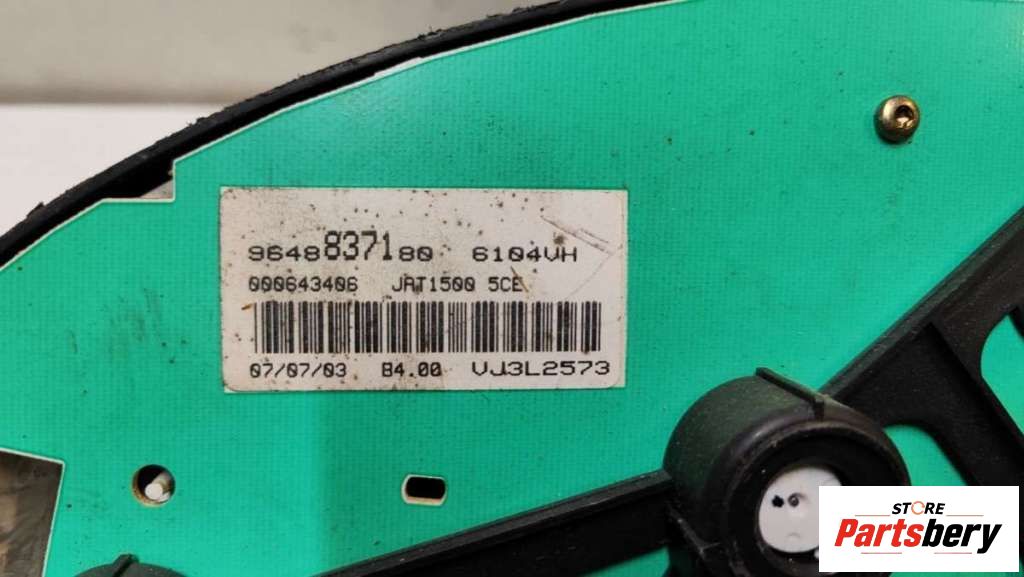 9648837180 6104VH
000643406 JAT1500 5CE
07/07/03 B4.00 VJ3L2573
STORE
Partsbery